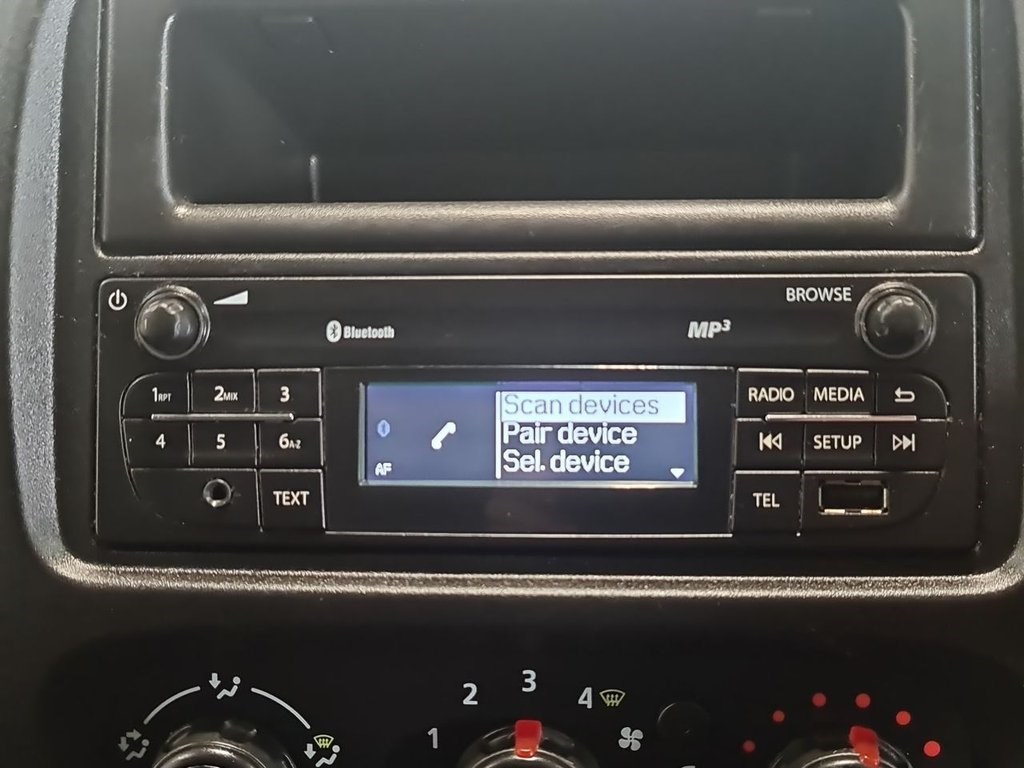 BROWSE
Bluetooth
MP3
1RPT
2MIX
3
4
5
6A-Z
TEXT
Scan devices
Pair device
Sel. device
AF
RADIO
MEDIA
SETUP
TEL
1
2
3
4